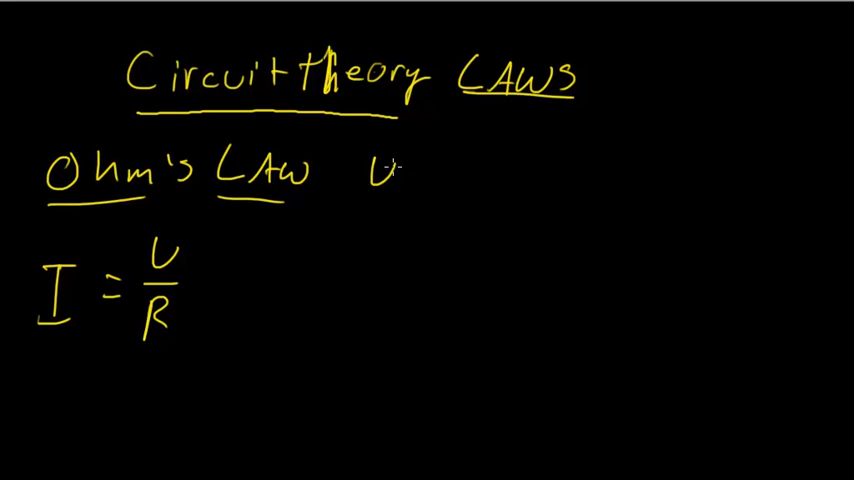 Circuit theory LAWS
Ohm's LAW U
I = U/R